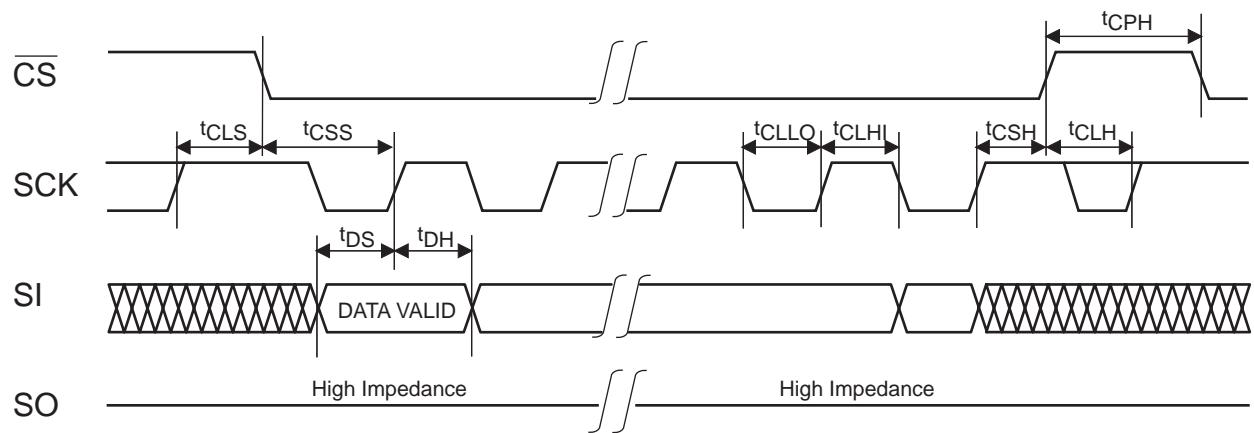 tCPH
CS
tCLS
tCSS
tCLLO
tCLHI
tCSH
tCLH
SCK
tDS
tDH
SI
DATA VALID
High Impedance
High Impedance
SO